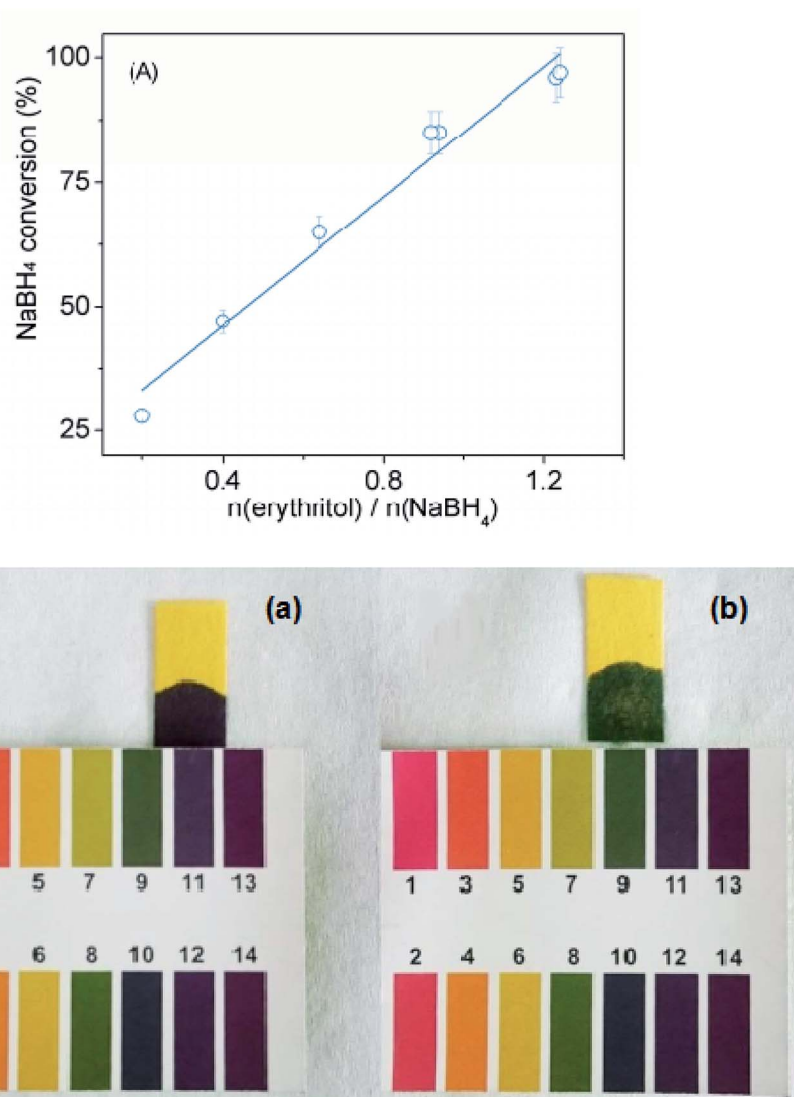 (A)
100
75
50
25
NaBH₄ conversion (%)
0.4 0.8 1.2
n(erythritol) / n(NaBH₄)
(a) (b)
5 7 9 11 13 1 3 5 7 9 11 13
6 8 10 12 14 2 4 6 8 10 12 14